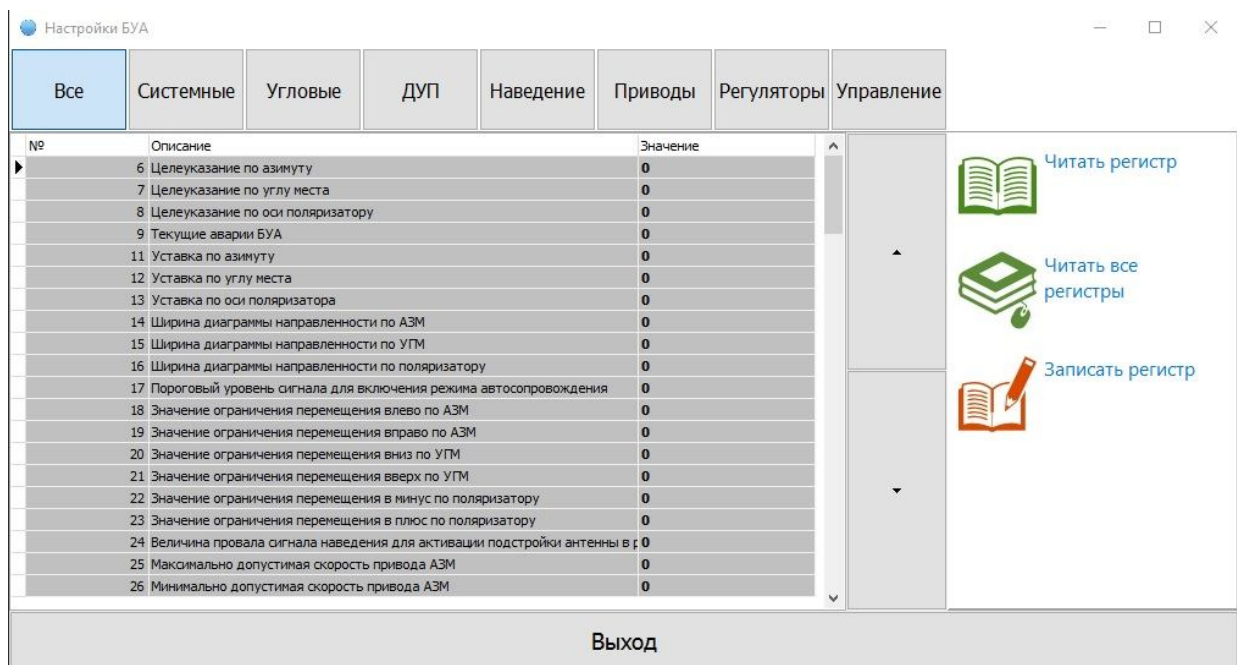 Настройки БУА
Все Системные Угловые ДУП Наведение Приводы Регуляторы Управление
№ Описание Значение
6 Целеуказание по азимуту 0
7 Целеуказание по углу места 0
8 Целеуказание по оси поляризатору 0
9 Текущие аварии БУА 0
11 Уставка по азимуту 0
12 Уставка по углу места 0
13 Уставка по оси поляризатора 0
14 Ширина диаграммы направленности по АЗМ 0
15 Ширина диаграммы направленности по УГМ 0
16 Ширина диаграммы направленности по поляризатору 0
17 Пороговый уровень сигнала для включения режима автосопровождения 0
18 Значение ограничения перемещения влево по АЗМ 0
19 Значение ограничения перемещения вправо по АЗМ 0
20 Значение ограничения перемещения вниз по УГМ 0
21 Значение ограничения перемещения вверх по УГМ 0
22 Значение ограничения перемещения в минус по поляризатору 0
23 Значение ограничения перемещения в плюс по поляризатору 0
24 Величина провала сигнала наведения для активации подстройки антенны в 0
25 Максимально допустимая скорость привода АЗМ 0
26 Минимально допустимая скорость привода АЗМ 0
Читать регистр
Читать все
регистры
Записать регистр
Выход